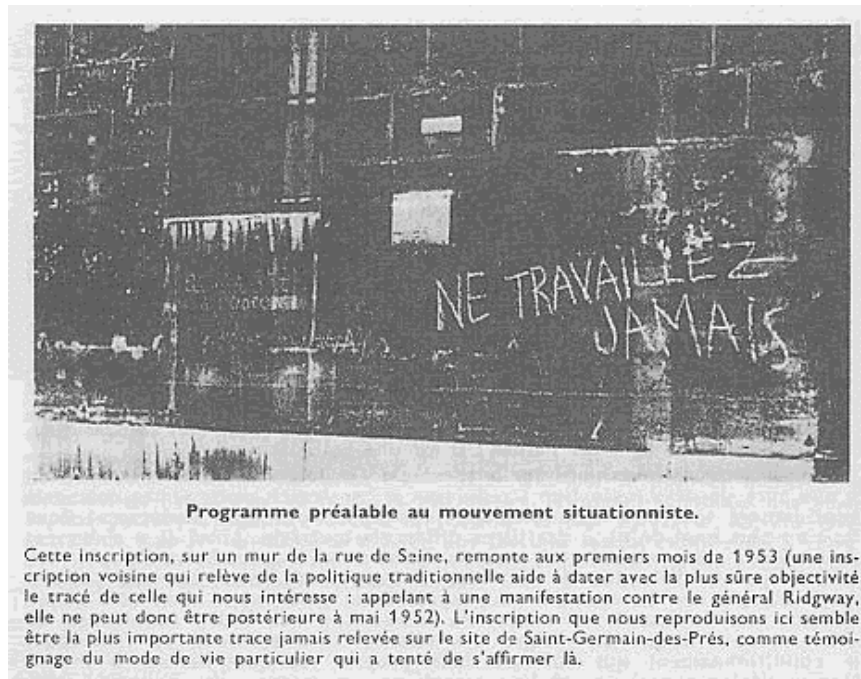 NE TRAVAILLEZ
JAMAIS
Programme préalable au mouvement situationniste.
Cette inscription, sur un mur de la rue de Seine, remonte aux premiers mois de 1953 (une ins-
cription voisine qui relève de la politique traditionnelle aide à dater avec la plus sûre objectivité
le tracé de celle qui nous intéresse : appelant à une manifestation contre le général Ridgway,
elle ne peut donc être postérieure à mai 1952). L'inscription que nous reproduisons ici semble
être la plus importante trace jamais relevée sur le site de Saint-Germain-des-Prés, comme témoi-
gnage du mode de vie particulier qui a tenté de s'affirmer là.